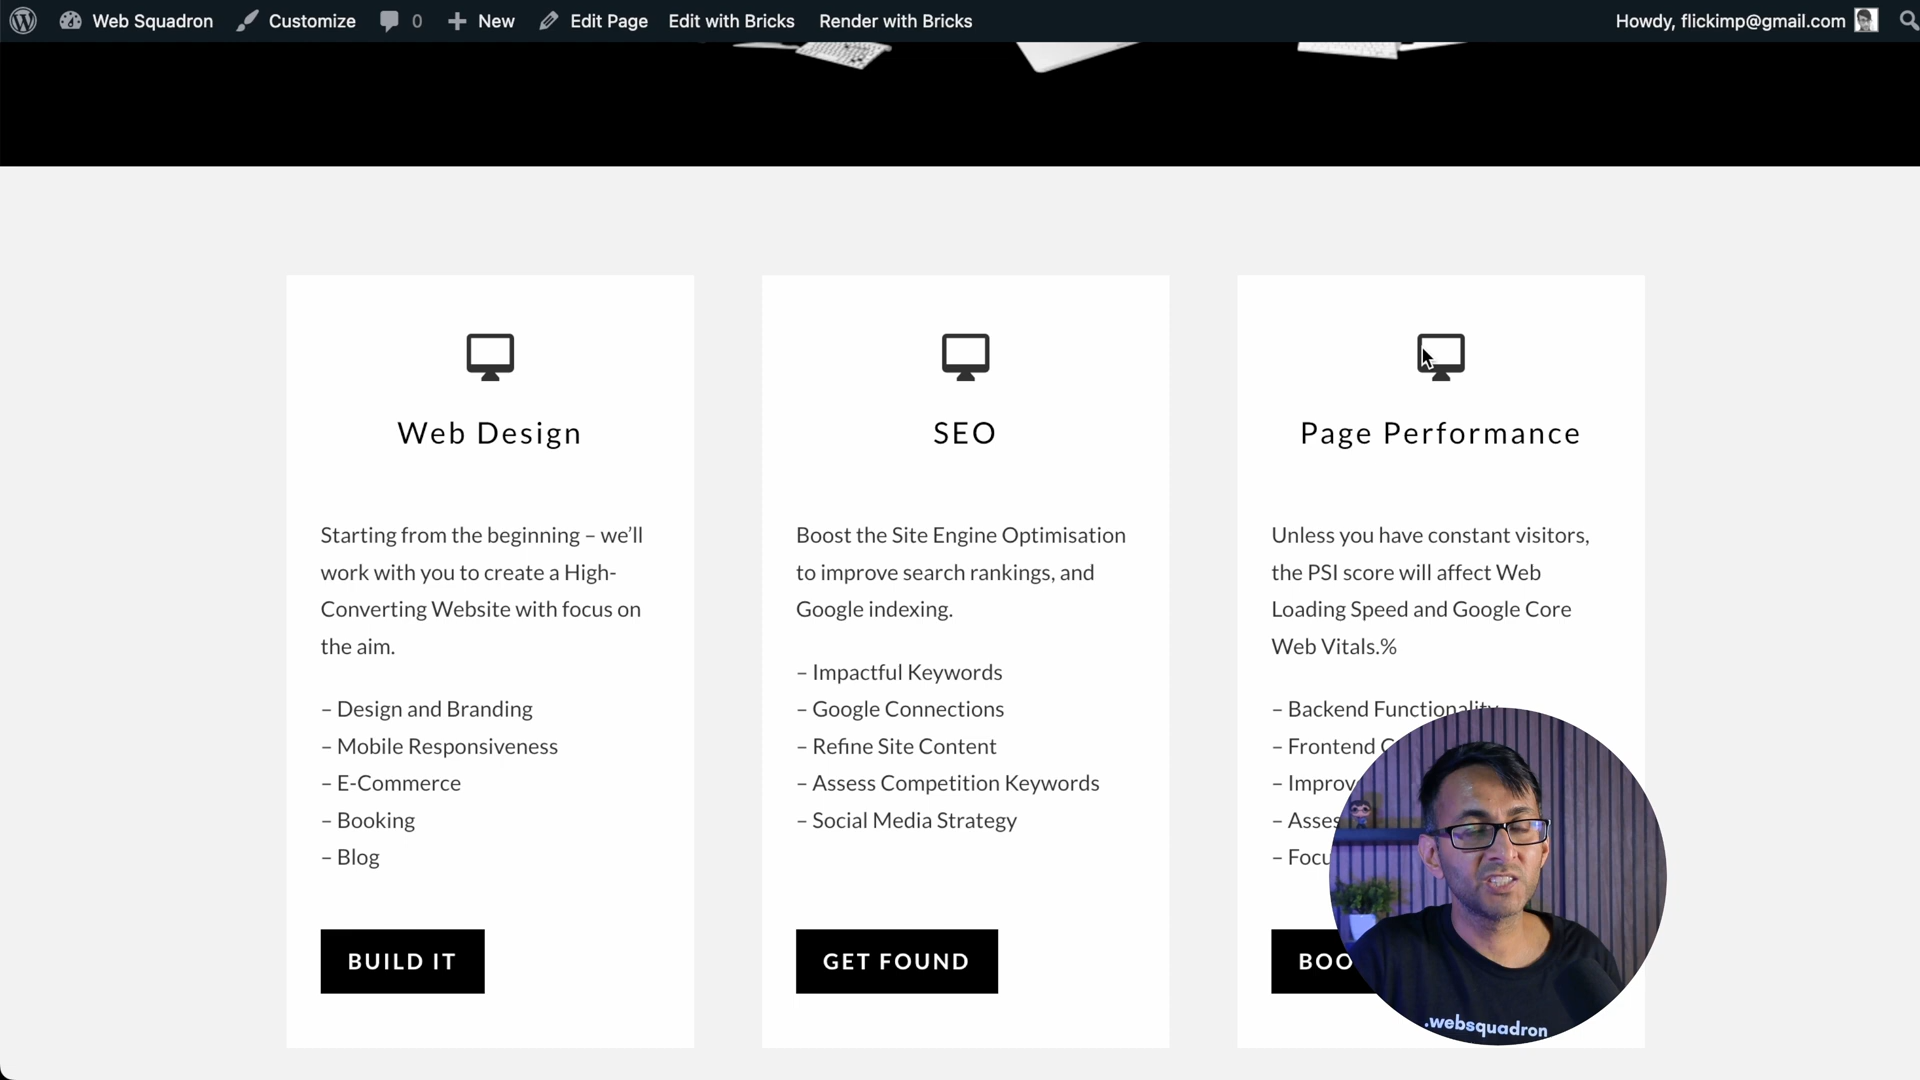 Web Squadron Customize 0 New Edit Page Edit with Bricks Render with Bricks Howdy, flickimp@gmail.com
Web Design
Starting from the beginning – we’ll
work with you to create a High-
Converting Website with focus on
the aim.
– Design and Branding
– Mobile Responsiveness
– E-Commerce
– Booking
– Blog
BUILD IT
SEO
Boost the Site Engine Optimisation
to improve search rankings, and
Google indexing.
– Impactful Keywords
– Google Connections
– Refine Site Content
– Assess Competition Keywords
– Social Media Strategy
GET FOUND
Page Performance
Unless you have constant visitors,
the PSI score will affect Web
Loading Speed and Google Core
Web Vitals.%
– Backend Functionality
– Frontend
.websquadron